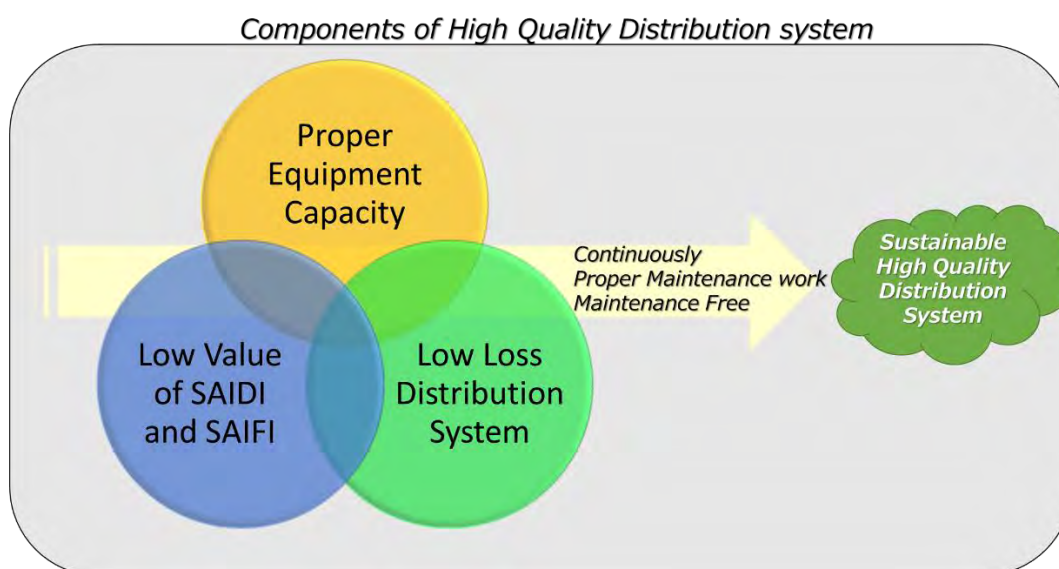 Components of High Quality Distribution system
Proper
Equipment
Capacity
Low Value
of SAIDI
and SAIFI
Low Loss
Distribution
System
Continuously
Proper Maintenance work
Maintenance Free
Sustainable
High Quality
Distribution
System